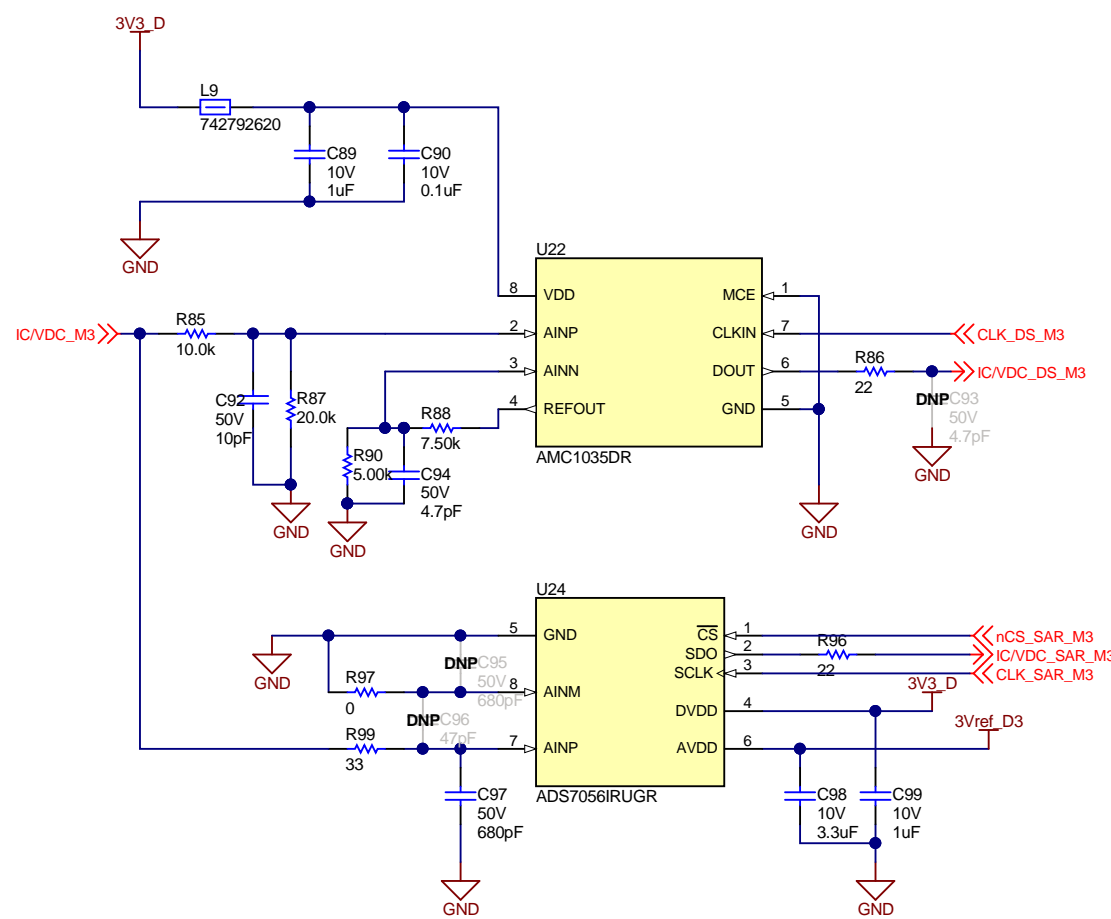 3V3_D
L9
742792620
C89
10V
1uF
C90
10V
0.1uF
GND
U22
8 VDD MCE 1
IC/VDC_M3 R85 2 AINP CLKIN 7 CLK_DS_M3
10.0k
3 AINN DOUT 6 R86 IC/VDC_DS_M3
22
C92
50V
10pF
R87
20.0k
4 REFOUT GND 5
DNP C93
50V
4.7pF
R88
7.50k
R90
5.00k
C94
50V
4.7pF
AMC1035DR
GND
GND
GND
GND
U24
5 GND CS 1 nCS_SAR_M3
SDO 2 R96 IC/VDC_SAR_M3
22
SCLK 3 CLK_SAR_M3
GND
DNP C95
50V
680pF
R97
0
8 AINM DVDD 4 3V3_D
DNP C96
47pF
R99
33
7 AINP AVDD 6 3Vref_D3
ADS7056IRUGR
C97
50V
680pF
C98
10V
3.3uF
C99
10V
1uF
GND
GND